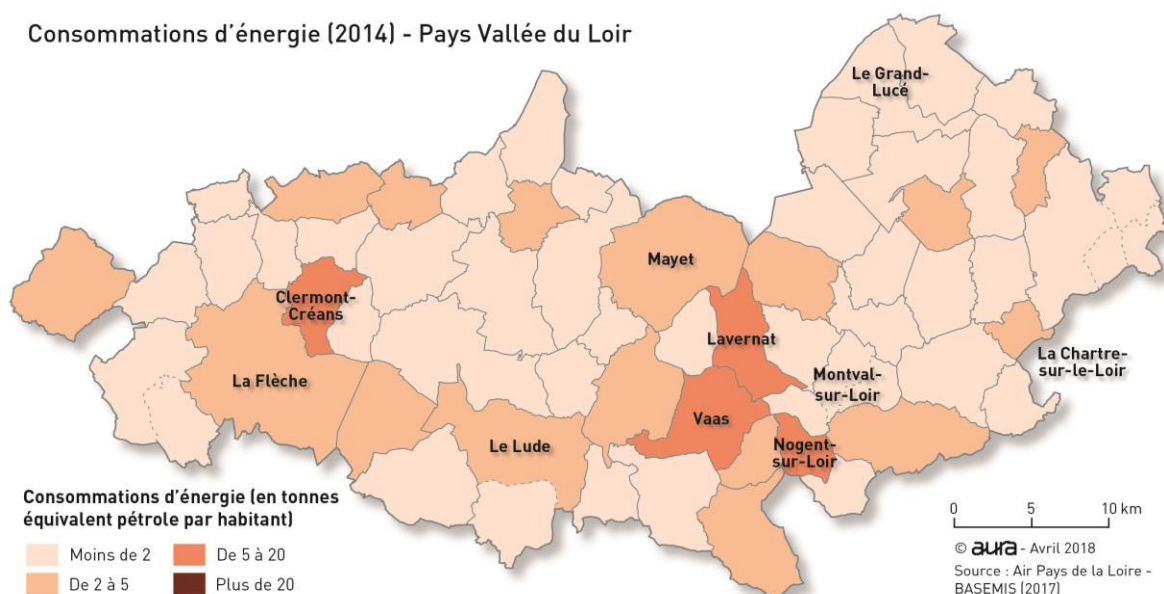 Consommations d'énergie (2014) - Pays Vallée du Loir
Le Grand-
Lucé
Mayet
Clermont-
Créans
Lavernat
La Chartre-
sur-le-Loir
La Flèche
Montval-
sur-Loir
Vaas
Le Lude
Nogent-
sur-Loir
Consommations d'énergie (en tonnes
équivalent pétrole par habitant)
Moins de 2
De 5 à 20
De 2 à 5
Plus de 20
0 5 10 km
© aura - Avril 2018
Source : Air Pays de la Loire -
BASEMIS (2017)